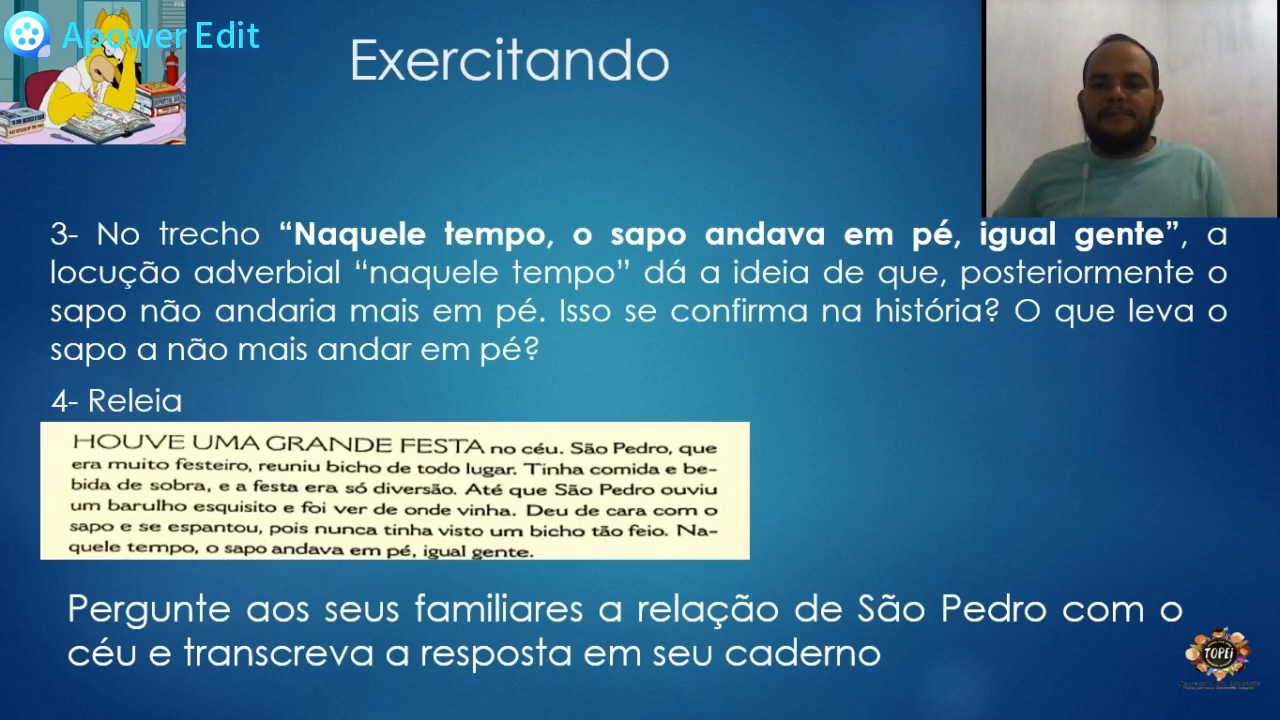 Apower Edit
Exercitando
3- No trecho “Naquele tempo, o sapo andava em pé, igual gente”, a
locução adverbial “naquele tempo” dá a ideia de que, posteriormente o
sapo não andaria mais em pé. Isso se confirma na história? O que leva o
sapo a não mais andar em pé?
4- Releia
HOUVE UMA GRANDE FESTA no céu. São Pedro, que
era muito festeiro, reuniu bicho de todo lugar. Tinha comida e be-
bida de sobra, e a festa era só diversão. Até que São Pedro ouviu
um barulho esquisito e foi ver de onde vinha. Deu de cara com o
sapo e se espantou, pois nunca tinha visto um bicho tão feio. Na-
quele tempo, o sapo andava em pé, igual gente.
Pergunte aos seus familiares a relação de São Pedro com o
céu e transcreva a resposta em seu caderno
TOPEI